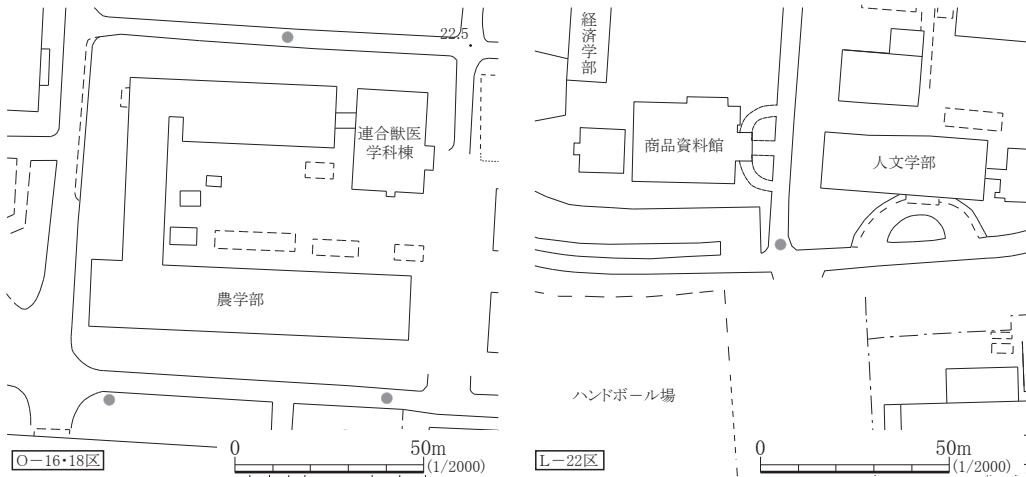 22.5
連合獣医
学科棟
農学部
O－16・18区
0
50m
(1/2000)
経済学部
商品資料館
人文学部
ハンドボール場
L－22区
0
50m
(1/2000)